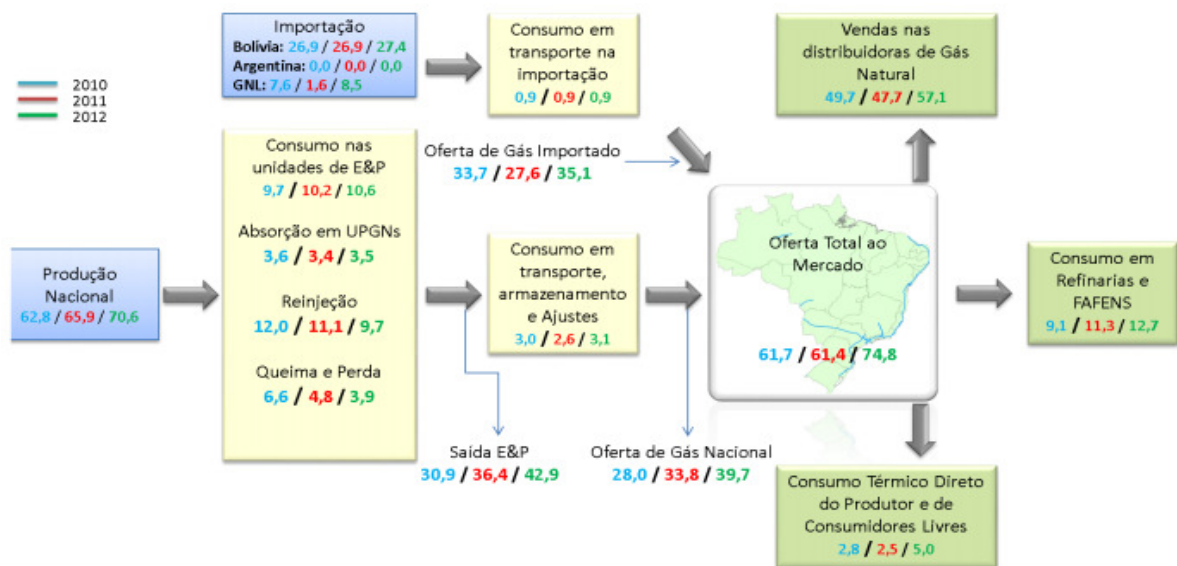 Importação
Bolivia: 26,9 / 26,9 / 27,4
Argentina: 0,0 / 0,0 / 0,0
GNL: 7,6 / 1,6 / 8,5
Consumo em
transporte na
importação
0,9 / 0,9 / 0,9
Vendas nas
distribuidoras de Gás
Natural
49,7 / 47,7 / 57,1
2010
2011
2012
Consumo nas
unidades de E&P
9,7 / 10,2 / 10,6
Absorção em UPGNs
3,6 / 3,4 / 3,5
Reinjeção
12,0 / 11,1 / 9,7
Queima e Perda
6,6 / 4,8 / 3,9
Oferta de Gás Importado
33,7 / 27,6 / 35,1
Produção
Nacional
62,8 / 65,9 / 70,6
Consumo em
transporte,
armazenamento
e Ajustes
3,0 / 2,6 / 3,1
Oferta Total ao
Mercado
61,7 / 61,4 / 74,8
Consumo em
Refinarias e
FAFENS
9,1 / 11,3 / 12,7
Saída E&P
30,9 / 36,4 / 42,9
Oferta de Gás Nacional
28,0 / 33,8 / 39,7
Consumo Térmico Direto
do Produtor e de
Consumidores Livres
2,8 / 2,5 / 5,0